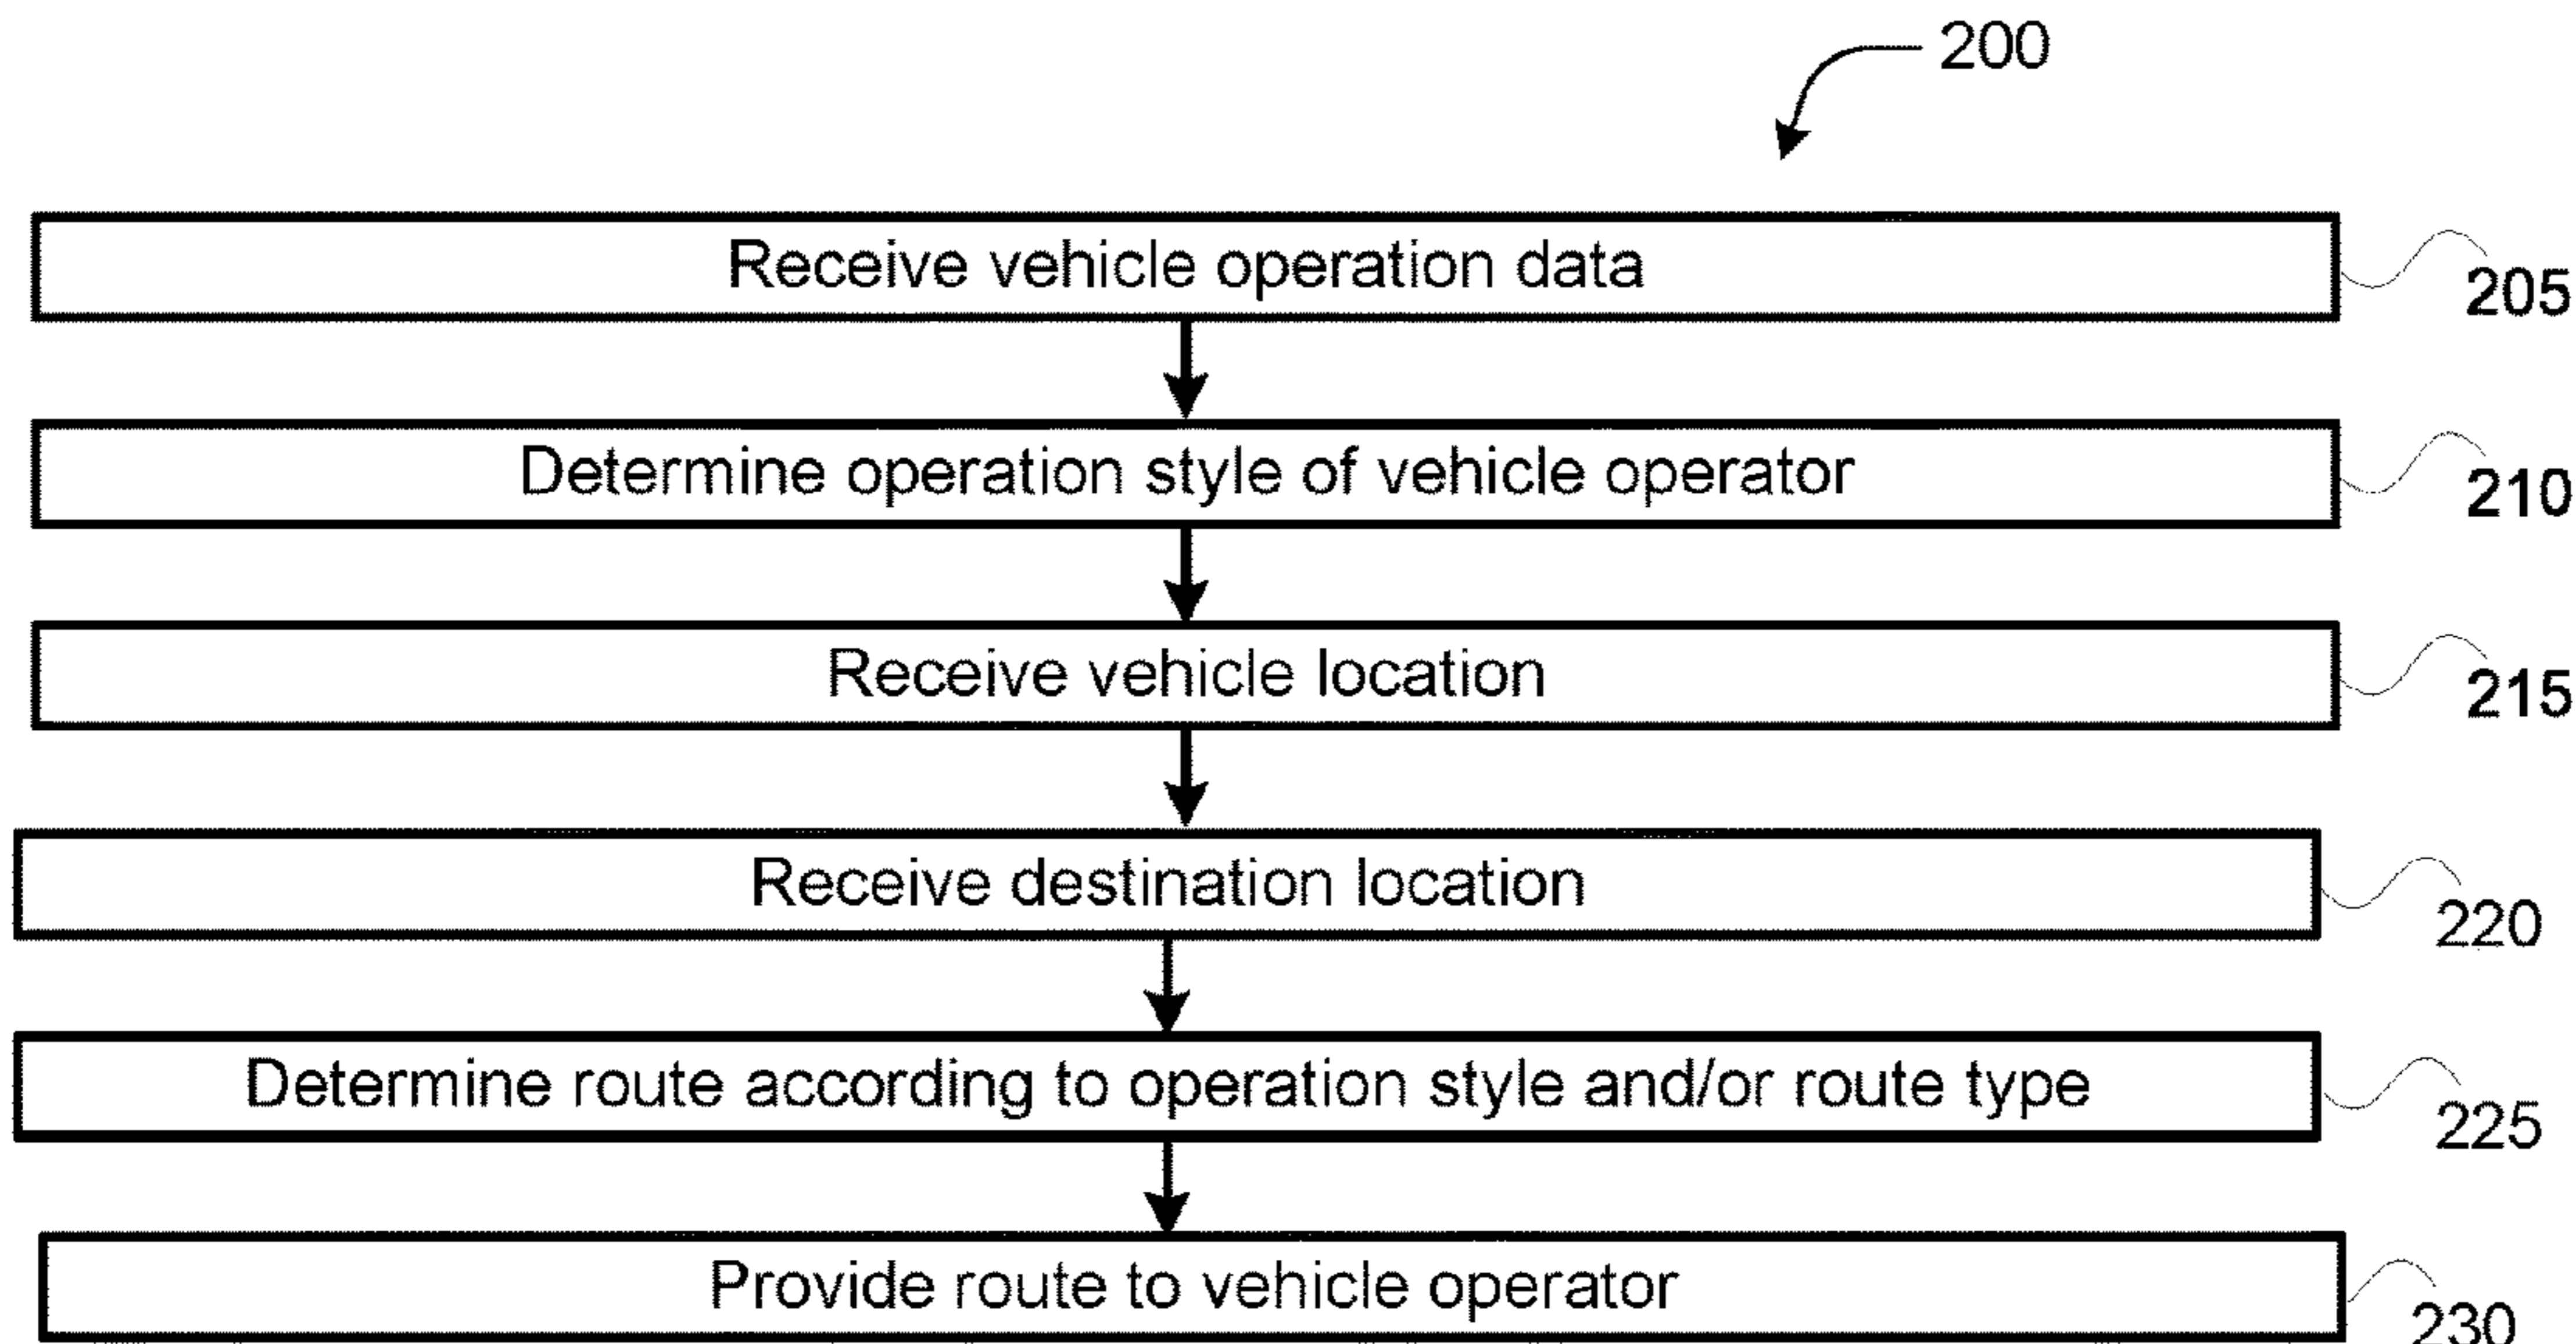 200
Receive vehicle operation data
205
Determine operation style of vehicle operator
210
Receive vehicle location
215
Receive destination location
220
Determine route according to operation style and/or route type
225
Provide route to vehicle operator
230